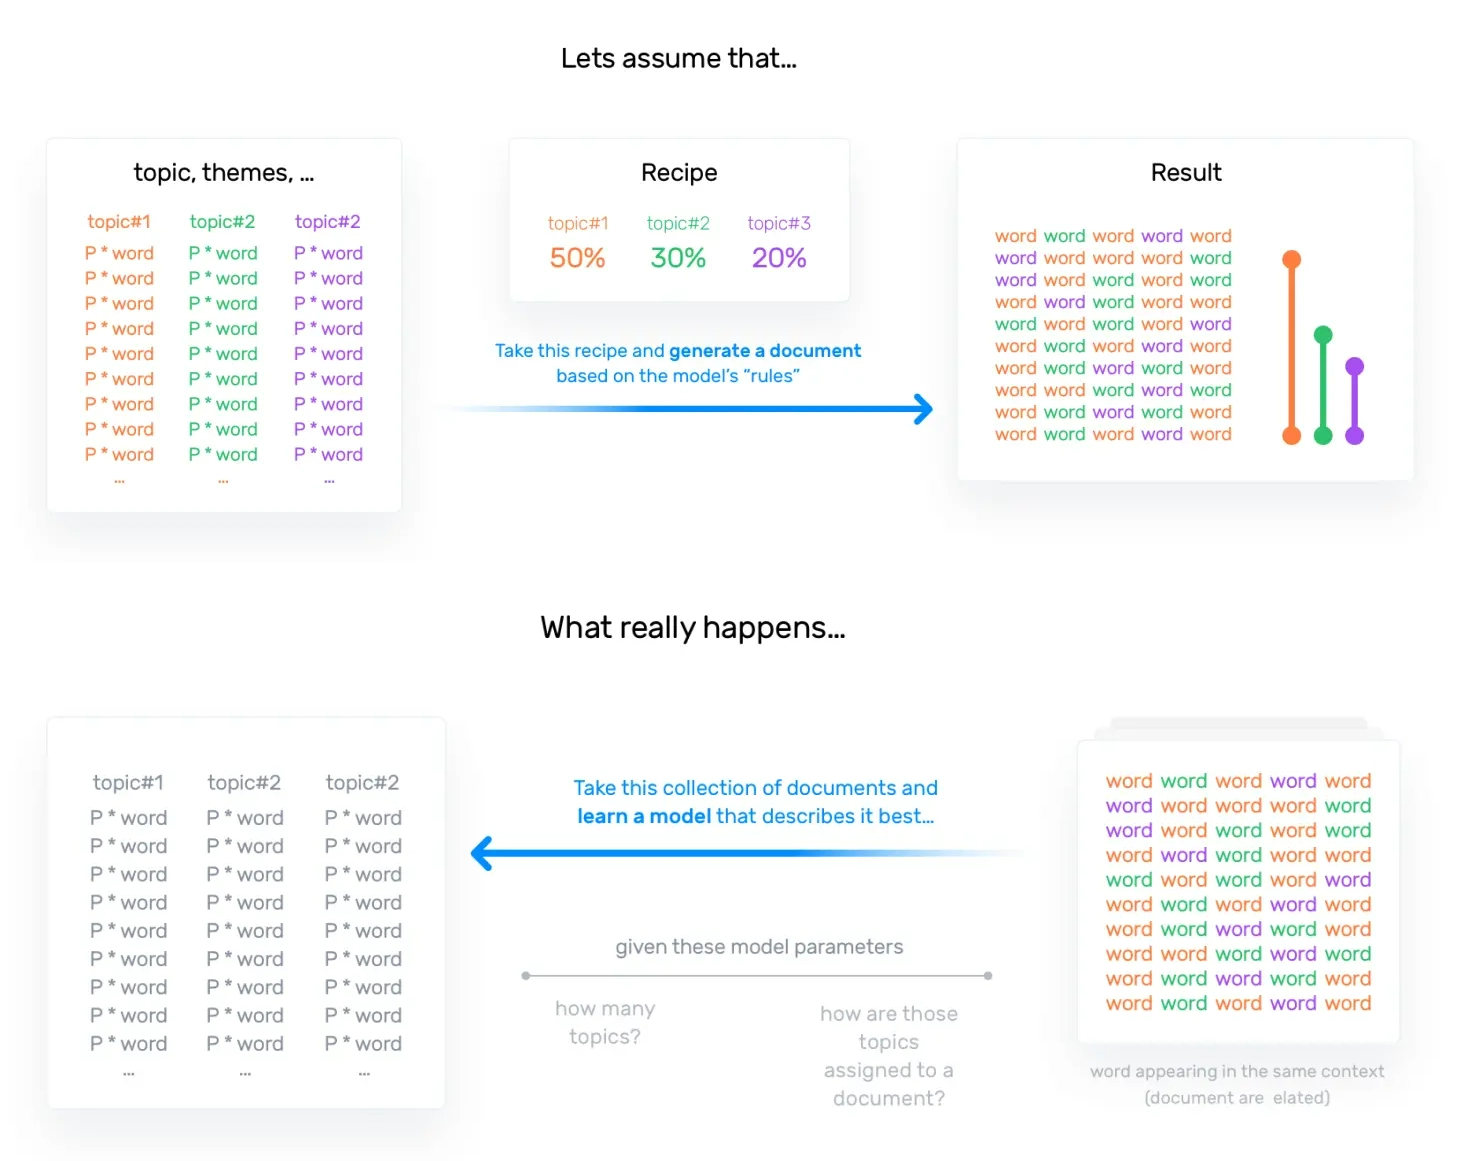 Lets assume that...
topic, themes, ...
topic#1 topic#2 topic#2
P * word P * word P * word
P * word P * word P * word
P * word P * word P * word
P * word P * word P * word
P * word P * word P * word
P * word P * word P * word
P * word P * word P * word
P * word P * word P * word
P * word P * word P * word
... ... ...
Recipe
topic#1 topic#2 topic#3
50% 30% 20%
Take this recipe and generate a document
based on the model's “rules”
Result
word word word word word
word word word word word
word word word word word
word word word word word
word word word word word
word word word word word
word word word word word
word word word word word
word word word word word
word word word word word
What really happens...
topic#1 topic#2 topic#2
P * word P * word P * word
P * word P * word P * word
P * word P * word P * word
P * word P * word P * word
P * word P * word P * word
P * word P * word P * word
P * word P * word P * word
P * word P * word P * word
P * word P * word P * word
... ... ...
Take this collection of documents and
learn a model that describes it best...
given these model parameters
how many
topics?
how are those
topics
assigned to a
document?
word word word word word
word word word word word
word word word word word
word word word word word
word word word word word
word word word word word
word word word word word
word word word word word
word word word word word
word word word word word
word appearing in the same context
(document are elated)